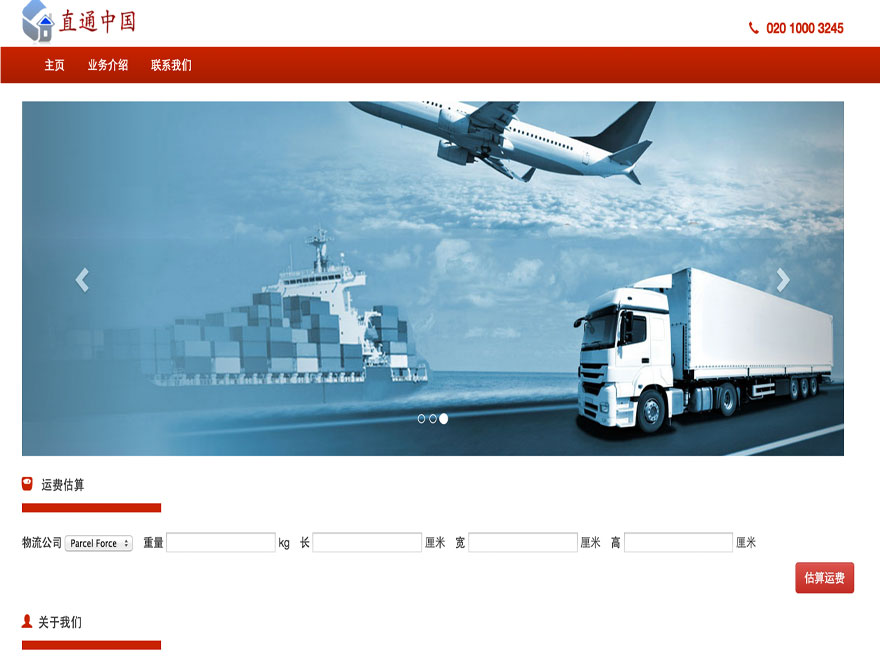 直通中国
020 1000 3245
主页 业务介绍 联系我们
运费估算
物流公司 Parcel Force 重量 kg 长 厘米 宽 厘米 高 厘米
估算运费
关于我们